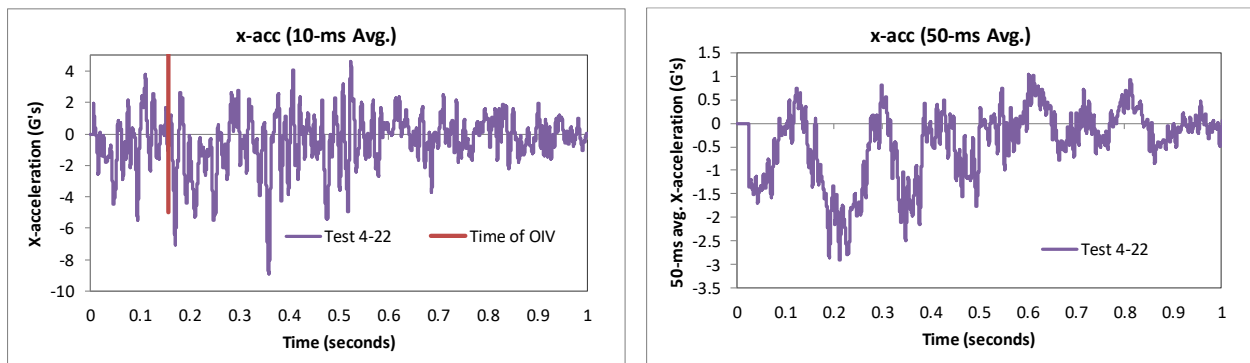 x-acc (10-ms Avg.)
X-acceleration (G's)
4
2
0
-2
-4
-6
-8
-10
Test 4-22
Time of OIV
0 0.1 0.2 0.3 0.4 0.5 0.6 0.7 0.8 0.9 1
Time (seconds)
x-acc (50-ms Avg.)
50-ms avg. X-acceleration (G's)
1.5
1
0.5
0
-0.5
-1
-1.5
-2
-2.5
-3
-3.5
Test 4-22
0 0.1 0.2 0.3 0.4 0.5 0.6 0.7 0.8 0.9 1
Time (seconds)